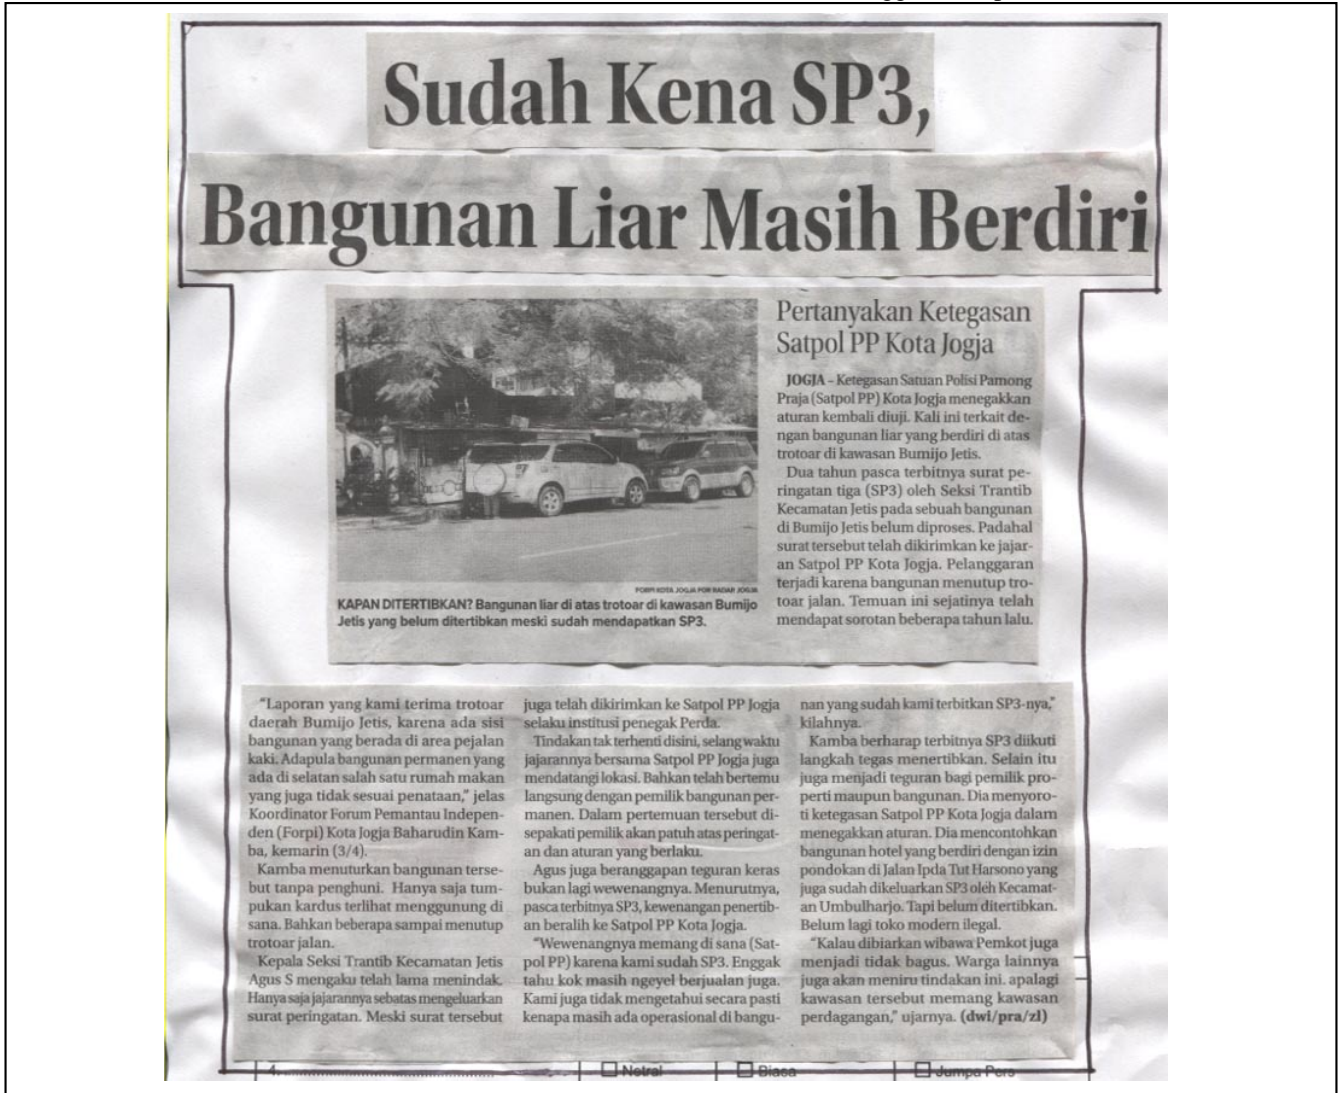 Sudah Kena SP3,
Bangunan Liar Masih Berdiri
FORPI KOTA JOGJA FOR RADAR JOGJA
KAPAN DITERTIBKAN? Bangunan liar di atas trotoar di kawasan Bumijo
Jetis yang belum ditertibkan meski sudah mendapatkan SP3.
Pertanyakan Ketegasan
Satpol PP Kota Jogja
JOGJA - Ketegasan Satuan Polisi Pamong
Praja (Satpol PP) Kota Jogja menegakkan
aturan kembali diuji. Kali ini terkait de-
ngan bangunan liar yang berdiri di atas
trotoar di kawasan Bumijo Jetis.
Dua tahun pasca terbitnya surat pe-
ringatan tiga (SP3) oleh Seksi Trantib
Kecamatan Jetis pada sebuah bangunan
di Bumijo Jetis belum diproses. Padahal
surat tersebut telah dikirimkan ke jajar-
an Satpol PP Kota Jogja. Pelanggaran
terjadi karena bangunan menutup tro-
toar jalan. Temuan ini sejatinya telah
mendapat sorotan beberapa tahun lalu.
"Laporan yang kami terima trotoar
daerah Bumijo Jetis, karena ada sisi
bangunan yang berada di area pejalan
kaki. Adapula bangunan permanen yang
ada di selatan salah satu rumah makan
yang juga tidak sesuai penataan," jelas
Koordinator Forum Pemantau Indepen-
den (Forpi) Kota Jogja Baharudin Kam-
ba, kemarin (3/4).
Kamba menuturkan bangunan terse-
but tanpa penghuni. Hanya saja tum-
pukan kardus terlihat menggunung di
sana. Bahkan beberapa sampai menutup
trotoar jalan.
Kepala Seksi Trantib Kecamatan Jetis
Agus S mengaku telah lama menindak.
Hanya saja jajarannya sebatas mengeluarkan
surat peringatan. Meski surat tersebut
juga telah dikirimkan ke Satpol PP Jogja
selaku institusi penegak Perda.
Tindakan tak terhenti disini, selang waktu
jajarannya bersama Satpol PP Jogja juga
mendatangi lokasi. Bahkan telah bertemu
langsung dengan pemilik bangunan per-
manen. Dalam pertemuan tersebut di-
sepakati pemilik akan patuh atas peringat-
an dan aturan yang berlaku.
Agus juga beranggapan teguran keras
bukan lagi wewenangnya. Menurutnya,
pasca terbitnya SP3, kewenangan penertib-
an beralih ke Satpol PP Kota Jogja.
"Wewenangnya memang di sana (Sat-
pol PP) karena kami sudah SP3. Enggak
tahu kok masih ngeyel berjualan juga.
Kami juga tidak mengetahui secara pasti
kenapa masih ada operasional di bangu-
nan yang sudah kami terbitkan SP3-nya,"
kilahnya.
Kamba berharap terbitnya SP3 diikuti
langkah tegas menertibkan. Selain itu
juga menjadi teguran bagi pemilik pro-
perti maupun bangunan. Dia menyoro-
ti ketegasan Satpol PP Kota Jogja dalam
menegakkan aturan. Dia mencontohkan
bangunan hotel yang berdiri dengan izin
pondokan di Jalan Ipda Tut Harsono yang
juga sudah dikeluarkan SP3 oleh Kecamat-
an Umbulharjo. Tapi belum ditertibkan.
Belum lagi toko modern ilegal.
"Kalau dibiarkan wibawa Pemkot juga
menjadi tidak bagus. Warga lainnya
juga akan meniru tindakan ini. apalagi
kawasan tersebut memang kawasan
perdagangan," ujarnya. (dwi/pra/zl)
4. Netral Biasa Jumpa Pers